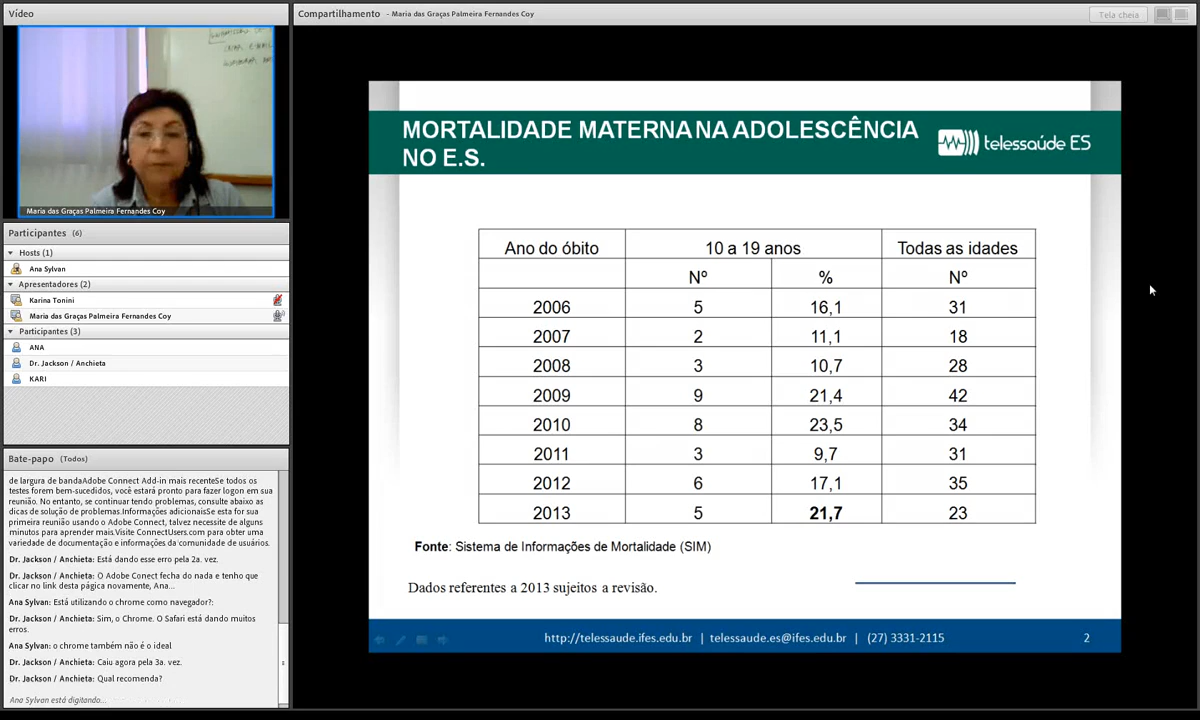 Vídeo
Maria das Graças Palmeira Fernandes Coy
Participantes (6)
Hosts (1)
Ana Sylvan
Apresentadores (2)
Karina Tonini
Maria das Graças Palmeira Fernandes Coy
Participantes (3)
ANA
Dr. Jackson / Anchieta
KARI
Bate-papo (Todos)
de largura de bandaAdobe Connect Add-in mais recenteSe todos os
testes forem bem-sucedidos, você estará pronto para fazer logon em sua
reunião. No entanto, se continuar tendo problemas, consulte abaixo as
dicas de solução de problemas.Informações adicionaisSe esta for sua
primeira reunião usando o Adobe Connect, talvez necessite de alguns
minutos para aprender mais.Visite ConnectUsers.com para obter uma
variedade de documentação e informações da comunidade de usuários.
Dr. Jackson / Anchieta: Está dando esse erro pela 2a. vez.
Dr. Jackson / Anchieta: O Adobe Conect fecha do nada e tenho que
clicar no link desta página novamente, Ana...
Ana Sylvan: Está utilizando o chrome como navegador?:
Dr. Jackson / Anchieta: Sim, o Chrome. O Safari está dando muitos
erros.
Ana Sylvan: o chrome também não é o ideal
Dr. Jackson / Anchieta: Caiu agora pela 3a. vez.
Dr. Jackson / Anchieta: Qual recomenda?
Ana Sylvan está digitando...
Compartilhamento - Maria das Graças Palmeira Fernandes Coy
Tela cheia
MORTALIDADE MATERNA NA ADOLESCÊNCIA
NO E.S.
telessaúde ES
Ano do óbito 10 a 19 anos Todas as idades
Nº % Nº
2006 5 16,1 31
2007 2 11,1 18
2008 3 10,7 28
2009 9 21,4 42
2010 8 23,5 34
2011 3 9,7 31
2012 6 17,1 35
2013 5 21,7 23
Fonte: Sistema de Informações de Mortalidade (SIM)
Dados referentes a 2013 sujeitos a revisão.
http://telessaude.ifes.edu.br | telessaude.es@ifes.edu.br | (27) 3331-2115 2